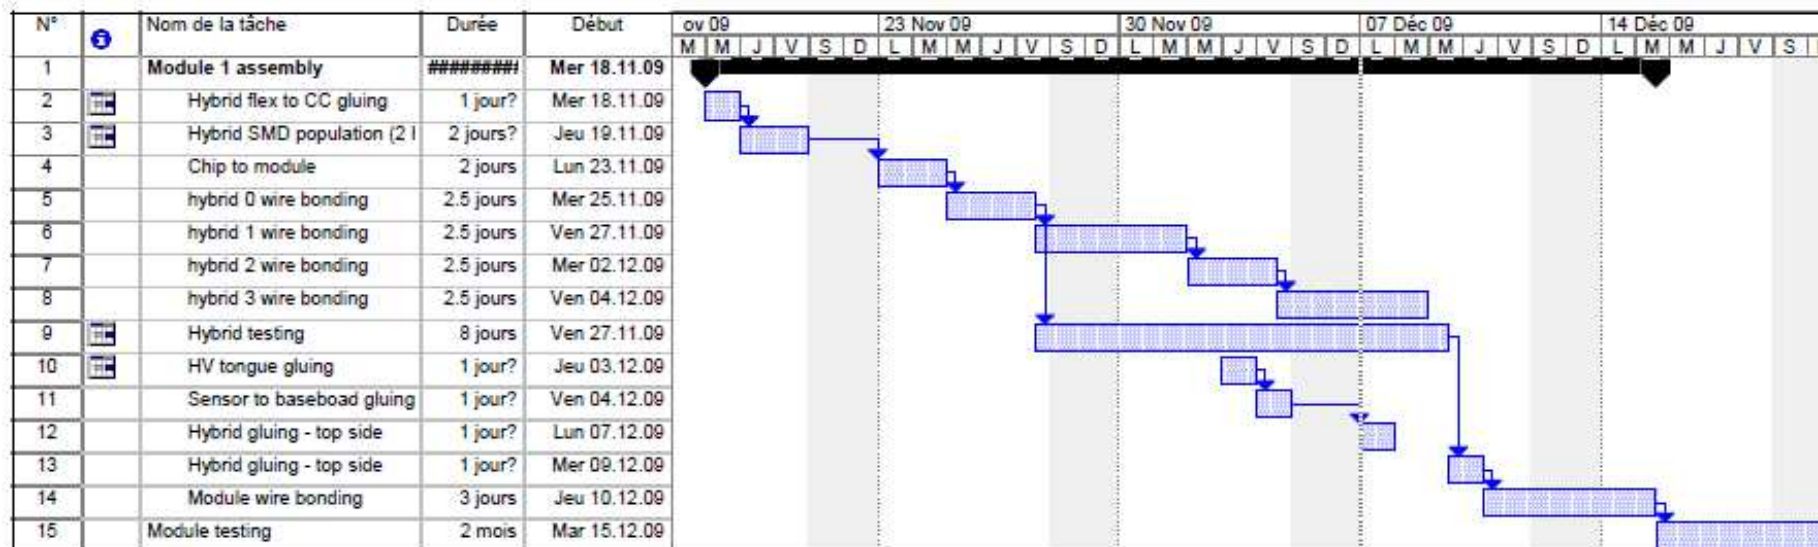 N° Nom de la tâche Durée Début ov 09 23 Nov 09 30 Nov 09 07 Déc 09 14 Déc 09
M M J V S D L M M J V S D L M M J V S D L M M J V S D L M M J V S
1 Module 1 assembly ######## Mer 18.11.09
2 Hybrid flex to CC gluing 1 jour? Mer 18.11.09
3 Hybrid SMD population (2 2 jours? Jeu 19.11.09
4 Chip to module 2 jours Lun 23.11.09
5 hybrid 0 wire bonding 2.5 jours Mer 25.11.09
6 hybrid 1 wire bonding 2.5 jours Ven 27.11.09
7 hybrid 2 wire bonding 2.5 jours Mer 02.12.09
8 hybrid 3 wire bonding 2.5 jours Ven 04.12.09
9 Hybrid testing 8 jours Ven 27.11.09
10 HV tongue gluing 1 jour? Jeu 03.12.09
11 Sensor to baseboad gluing 1 jour? Ven 04.12.09
12 Hybrid gluing - top side 1 jour? Lun 07.12.09
13 Hybrid gluing - top side 1 jour? Mer 09.12.09
14 Module wire bonding 3 jours Jeu 10.12.09
15 Module testing 2 mois Mar 15.12.09